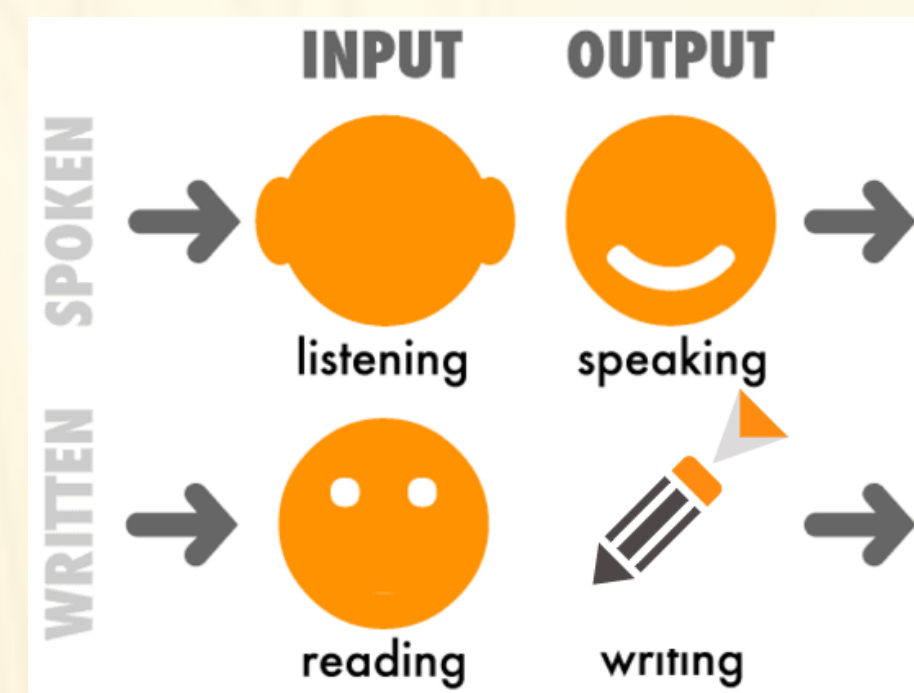 INPUT OUTPUT
SPOKEN
listening speaking
WRITTEN
reading writing